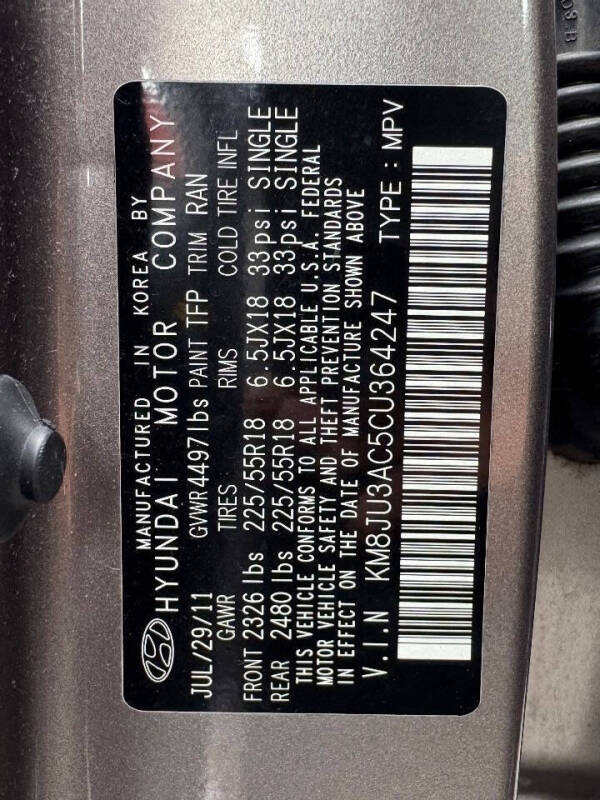 MANUFACTURED IN KOREA BY
HYUNDAI MOTOR COMPANY
JUL/29/11 GVWR4497lbs PAINT TFP TRIM RAN
GAWR TIRES RIMS COLD TIRE INFL
FRONT 2326 lbs 225/55R18 6.5JX18 33psi SINGLE
REAR 2480 lbs 225/55R18 6.5JX18 33psi SINGLE
THIS VEHICLE CONFORMS TO ALL APPLICABLE U.S.A. FEDERAL
MOTOR VEHICLE SAFETY AND THEFT PREVENTION STANDARDS
IN EFFECT ON THE DATE OF MANUFACTURE SHOWN ABOVE
V.I.N KM8JU3AC5CU364247 TYPE : MPV